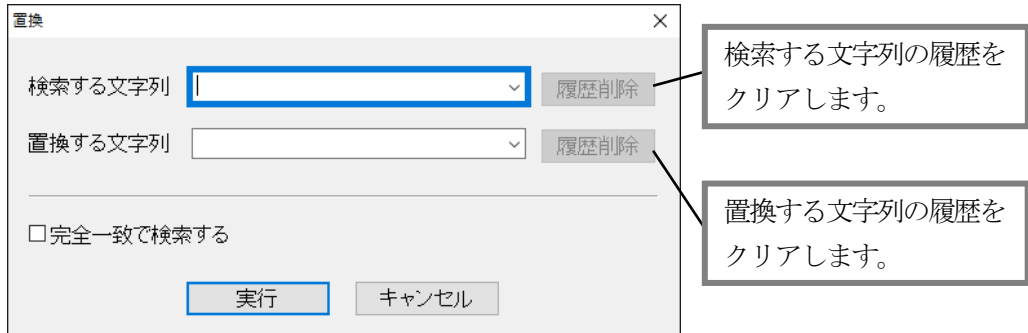 置換
検索する文字列
履歴削除
検索する文字列の履歴を
クリアします。
置換する文字列
履歴削除
置換する文字列の履歴を
クリアします。
完全一致で検索する
実行
キャンセル